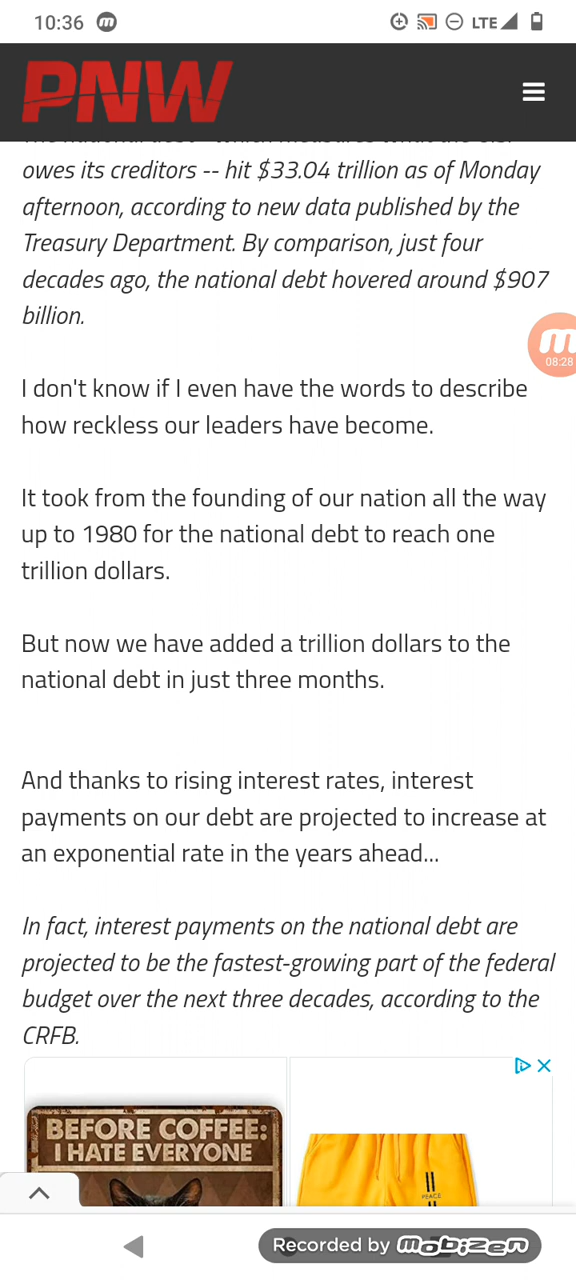 10:36 m LTE
PNW
owes its creditors -- hit $33.04 trillion as of Monday
afternoon, according to new data published by the
Treasury Department. By comparison, just four
decades ago, the national debt hovered around $907
billion.
m
08:28
I don't know if I even have the words to describe
how reckless our leaders have become.
It took from the founding of our nation all the way
up to 1980 for the national debt to reach one
trillion dollars.
But now we have added a trillion dollars to the
national debt in just three months.
And thanks to rising interest rates, interest
payments on our debt are projected to increase at
an exponential rate in the years ahead...
In fact, interest payments on the national debt are
projected to be the fastest-growing part of the federal
budget over the next three decades, according to the
CRFB.
BEFORE COFFEE:
I HATE EVERYONE
PEACE
Recorded by mobizen